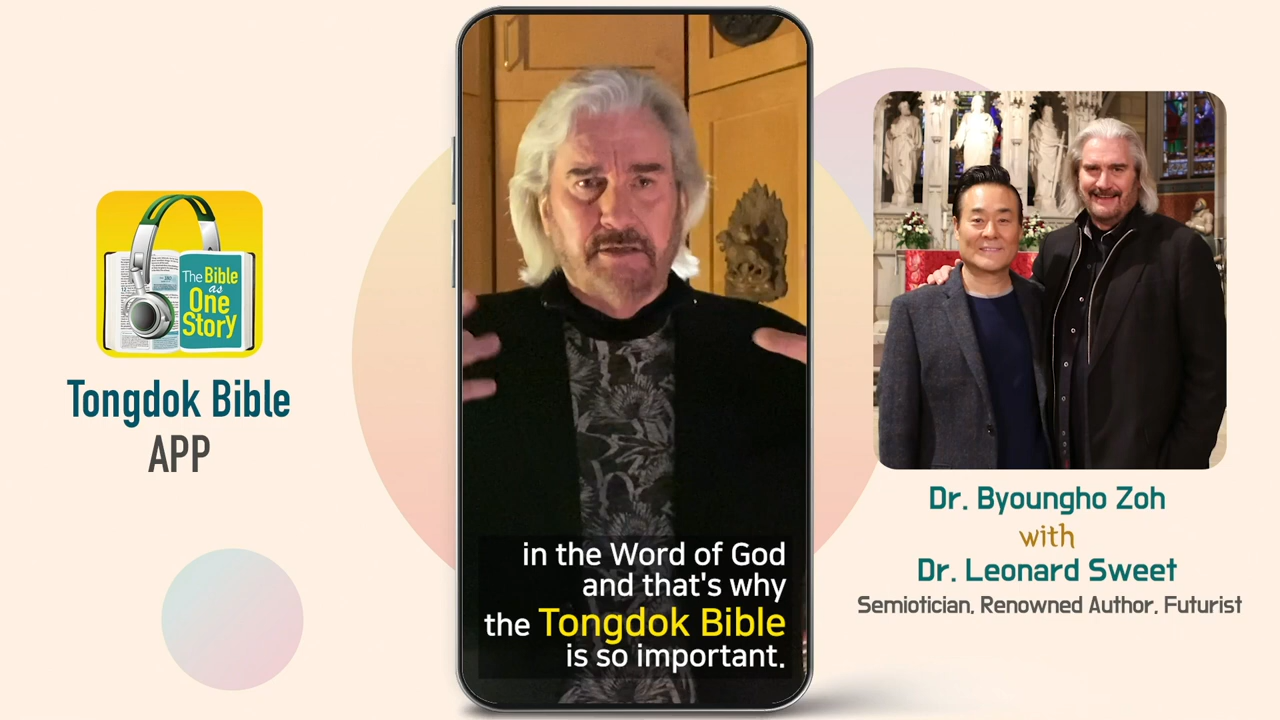 The Bible
as
One
Story
Tongdok Bible
APP
in the Word of God
and that's why
the Tongdok Bible
is so important.
Dr. Byoungho Zoh
with
Dr. Leonard Sweet
Semiotician, Renowned Author, Futurist